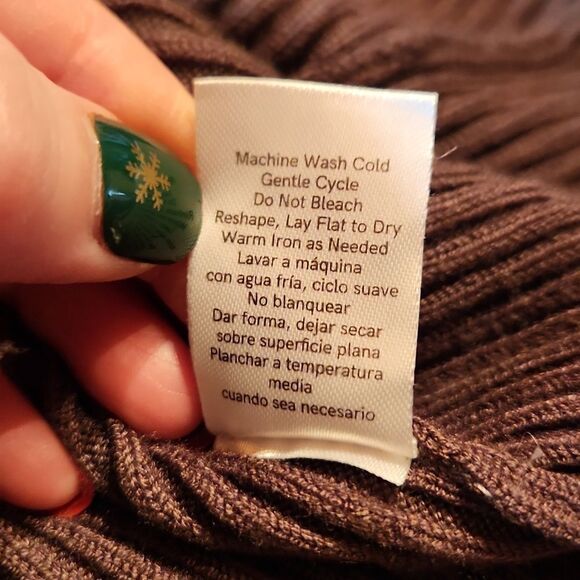 Machine Wash Cold
Gentle Cycle
Do Not Bleach
Reshape, Lay Flat to Dry
Warm Iron as Needed
Lavar a máquina
con agua fría, ciclo suave
No blanquear
Dar forma, dejar secar
sobre superficie plana
Planchar a temperatura
media
cuando sea necesario